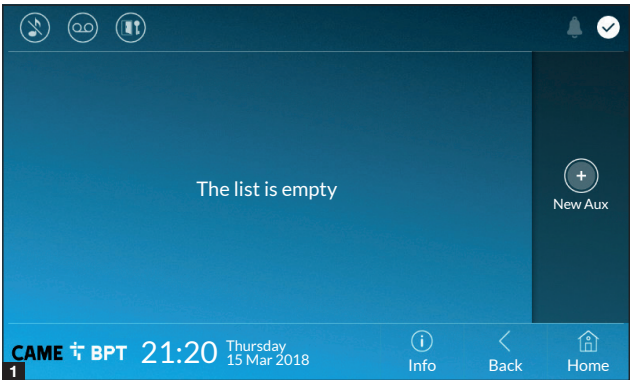 The list is empty
New Aux
CAME BPT 21:20 Thursday
15 Mar 2018
Info Back Home
1